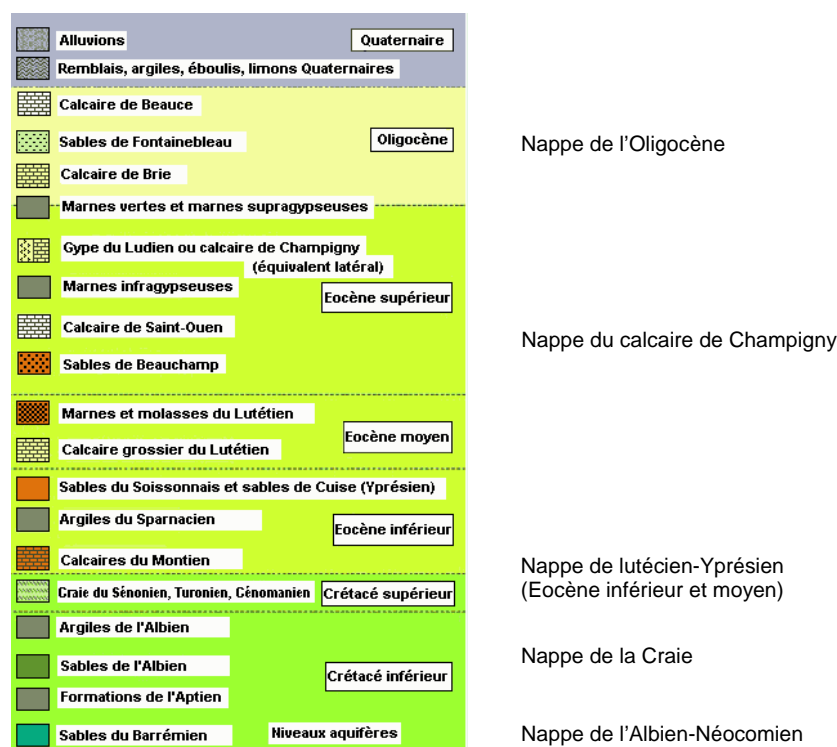 Alluvions
Quaternaire
Remblais, argiles, éboulis, limons Quaternaires
Calcaire de Beauce
Sables de Fontainebleau
Oligocène
Nappe de l'Oligocène
Calcaire de Brie
Marnes vertes et marnes supragypseuses
Gype du Ludien ou calcaire de Champigny
(équivalent latéral)
Marnes infragypseuses
Eocène supérieur
Calcaire de Saint-Ouen
Nappe du calcaire de Champigny
Sables de Beauchamp
Marnes et molasses du Lutétien
Eocène moyen
Calcaire grossier du Lutétien
Sables du Soissonnais et sables de Cuise (Yprésien)
Argiles du Sparnacien
Eocène inférieur
Calcaires du Montien
Nappe de lutécien-Yprésien
(Eocène inférieur et moyen)
Craie du Sénonien, Turonien, Cénomanien
Crétacé supérieur
Argiles de l'Albien
Nappe de la Craie
Sables de l'Albien
Crétacé inférieur
Formations de l'Aptien
Sables du Barrémien
Niveaux aquifères
Nappe de l'Albien-Néocomien